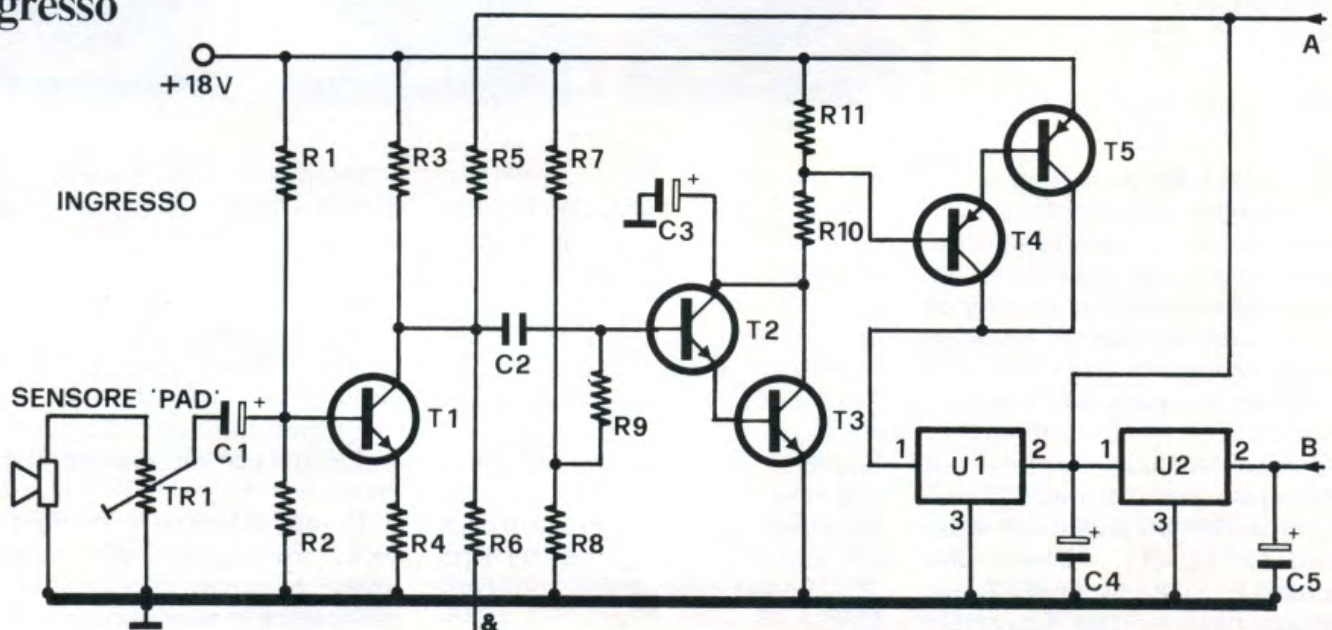 gresso
A
+18V
R11
T5
R1
R3
R5
R7
INGRESSO
C3
+
R10
T4
T2
C2
SENSORE 'PAD'
+
C1
T1
R9
T3
1
U1
2
1
U2
2
B
TR1
3
3
R2
R4
R6
R8
+
C4
+
C5
&